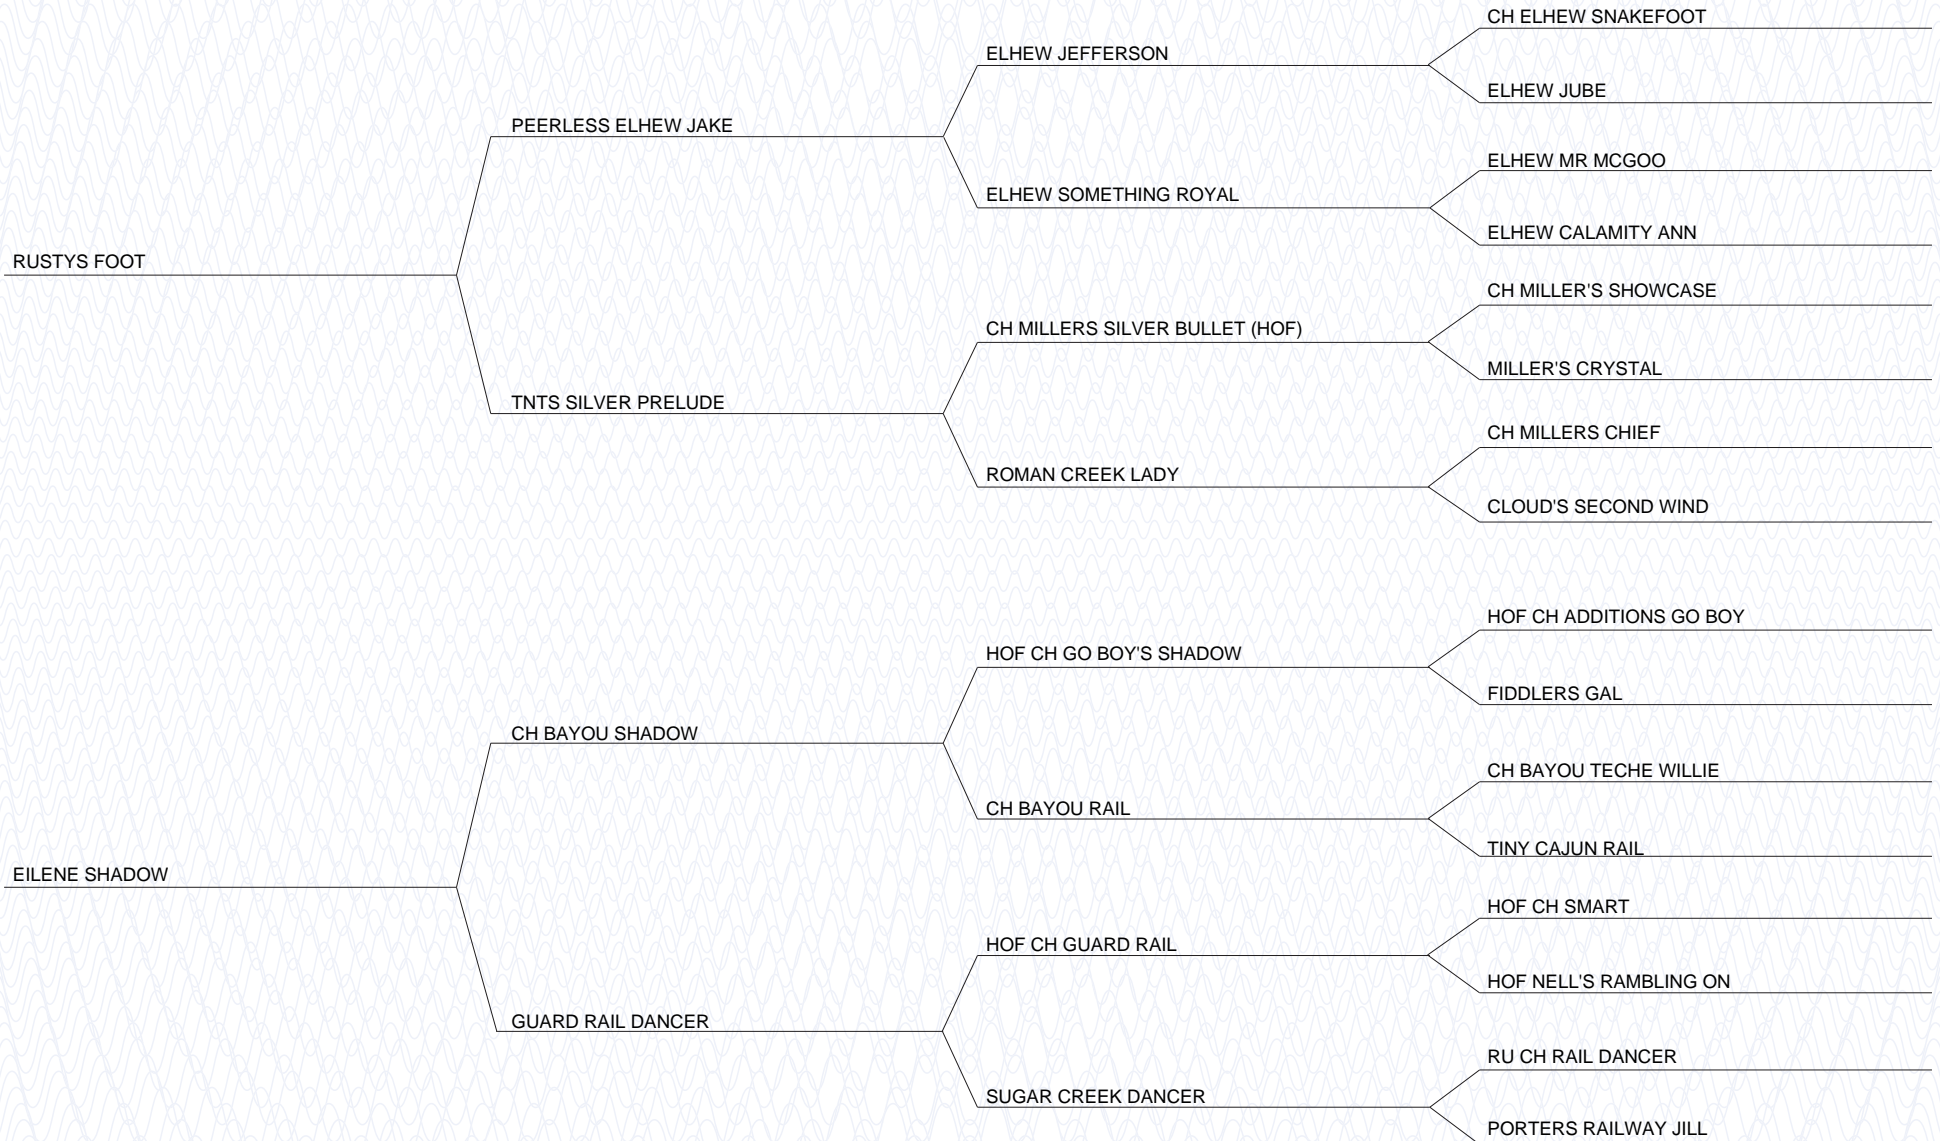 CH ELHEW SNAKEFOOT
ELHEW JEFFERSON
ELHEW JUBE
PEERLESS ELHEW JAKE
ELHEW MR MCGOO
ELHEW SOMETHING ROYAL
ELHEW CALAMITY ANN
RUSTYS FOOT
CH MILLER'S SHOWCASE
CH MILLERS SILVER BULLET (HOF)
MILLER'S CRYSTAL
TNTS SILVER PRELUDE
CH MILLERS CHIEF
ROMAN CREEK LADY
CLOUD'S SECOND WIND
HOF CH ADDITIONS GO BOY
HOF CH GO BOY'S SHADOW
FIDDLERS GAL
CH BAYOU SHADOW
CH BAYOU TECHE WILLIE
CH BAYOU RAIL
TINY CAJUN RAIL
EILENE SHADOW
HOF CH SMART
HOF CH GUARD RAIL
HOF NELL'S RAMBLING ON
GUARD RAIL DANCER
RU CH RAIL DANCER
SUGAR CREEK DANCER
PORTERS RAILWAY JILL